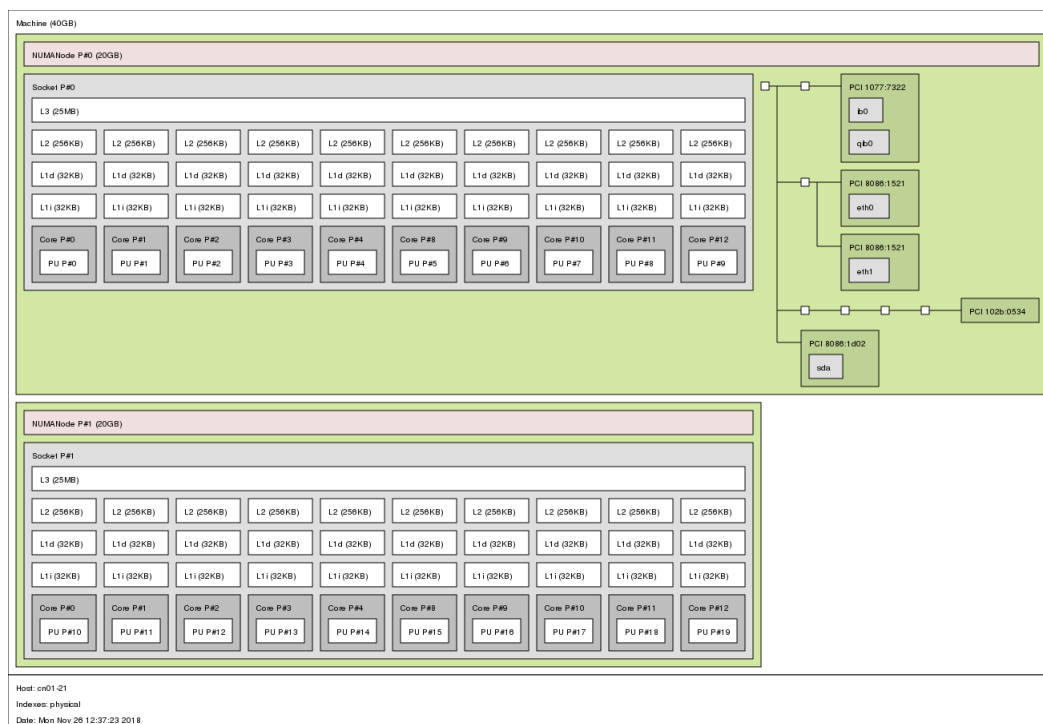 Machine (40GB)
NUMANode P#0 (20GB)
Socket P#0
L3 (25MB)
L2 (256KB) L2 (256KB) L2 (256KB) L2 (256KB) L2 (256KB) L2 (256KB) L2 (256KB) L2 (256KB) L2 (256KB) L2 (256KB)
L1d (32KB) L1d (32KB) L1d (32KB) L1d (32KB) L1d (32KB) L1d (32KB) L1d (32KB) L1d (32KB) L1d (32KB) L1d (32KB)
L1i (32KB) L1i (32KB) L1i (32KB) L1i (32KB) L1i (32KB) L1i (32KB) L1i (32KB) L1i (32KB) L1i (32KB) L1i (32KB)
Core P#0 Core P#1 Core P#2 Core P#3 Core P#4 Core P#8 Core P#9 Core P#10 Core P#11 Core P#12
PU P#0 PU P#1 PU P#2 PU P#3 PU P#4 PU P#5 PU P#6 PU P#7 PU P#8 PU P#9
PCI 1077:7322
ib0
qib0
PCI 8086:1521
eth0
PCI 8086:1521
eth1
PCI 102b:0534
PCI 8086:1d02
sda
NUMANode P#1 (20GB)
Socket P#1
L3 (25MB)
L2 (256KB) L2 (256KB) L2 (256KB) L2 (256KB) L2 (256KB) L2 (256KB) L2 (256KB) L2 (256KB) L2 (256KB) L2 (256KB)
L1d (32KB) L1d (32KB) L1d (32KB) L1d (32KB) L1d (32KB) L1d (32KB) L1d (32KB) L1d (32KB) L1d (32KB) L1d (32KB)
L1i (32KB) L1i (32KB) L1i (32KB) L1i (32KB) L1i (32KB) L1i (32KB) L1i (32KB) L1i (32KB) L1i (32KB) L1i (32KB)
Core P#0 Core P#1 Core P#2 Core P#3 Core P#4 Core P#8 Core P#9 Core P#10 Core P#11 Core P#12
PU P#10 PU P#11 PU P#12 PU P#13 PU P#14 PU P#15 PU P#16 PU P#17 PU P#18 PU P#19
Host: cn01-21
Indexes: physical
Date: Mon Nov 26 12:37:23 2018